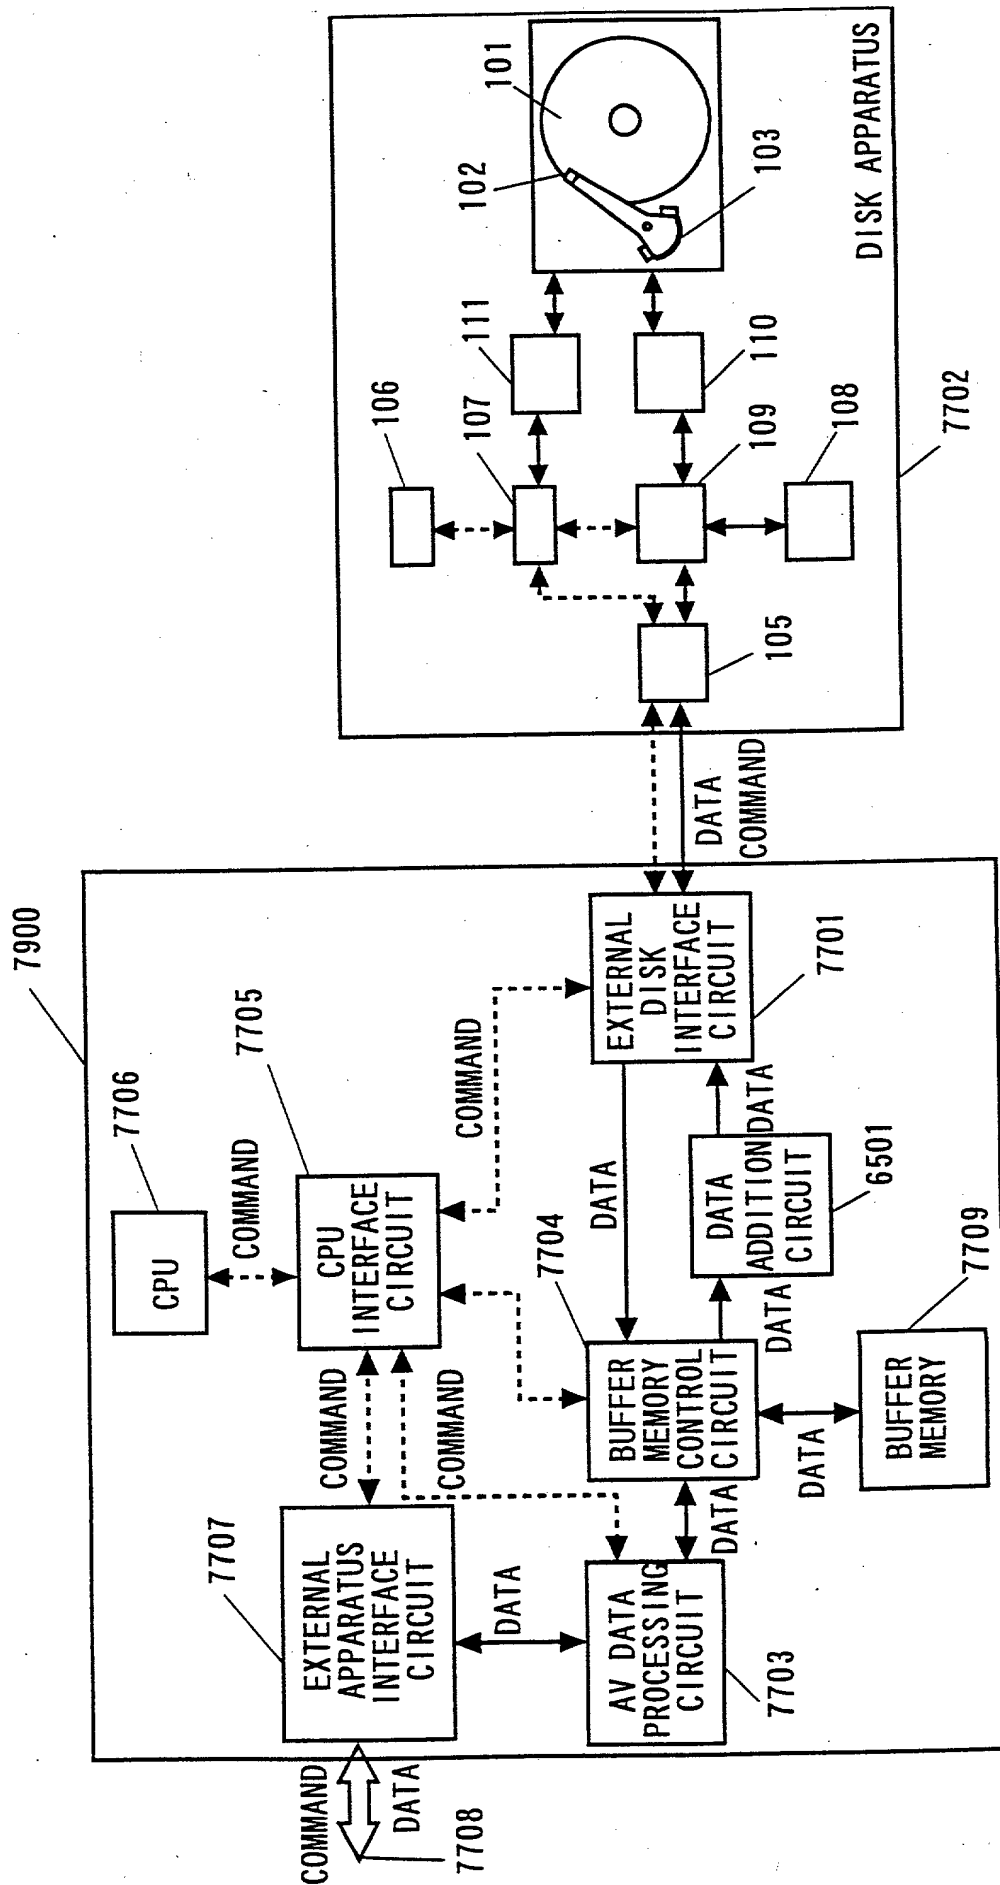 7900
7706
CPU
COMMAND
7705
CPU
INTERFACE
CIRCUIT
COMMAND
COMMAND
COMMAND
7707
EXTERNAL
APPARATUS
INTERFACE
CIRCUIT
COMMAND
DATA
7708
DATA
AV DATA
PROCESSING
CIRCUIT
7703
DATA
7704
BUFFER
MEMORY
CONTROL
CIRCUIT
DATA
BUFFER
MEMORY
7709
DATA
DATA
DATA
ADDITION
CIRCUIT
6501
DATA
EXTERNAL
DISK
INTERFACE
CIRCUIT
7701
DATA
COMMAND
105
106
107
111
109
108
110
102
101
103
7702
DISK APPARATUS